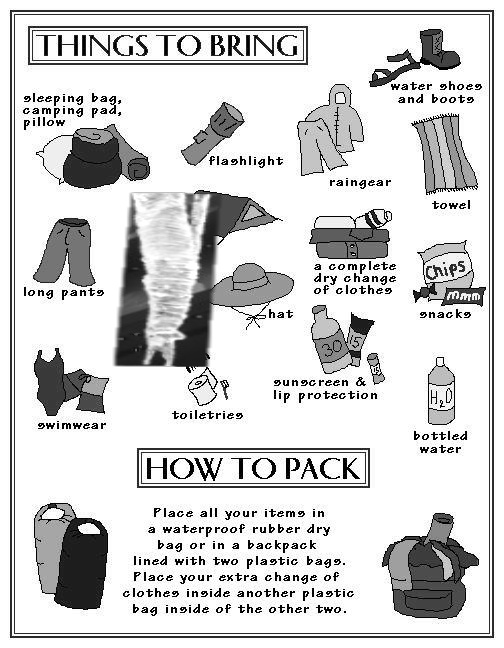 THINGS TO BRING
water shoes
and boots
sleeping bag,
camping pad,
pillow
flashlight
raingear
towel
long pants
a complete
dry change
of clothes
Chips
mmm
snacks
hat
30
15
15
sunscreen &
lip protection
swimwear
toiletries
H2O
bottled
water
HOW TO PACK
Place all your items in
a waterproof rubber dry
bag or in a backpack
lined with two plastic bags.
Place your extra change of
clothes inside another plastic
bag inside of the other two.